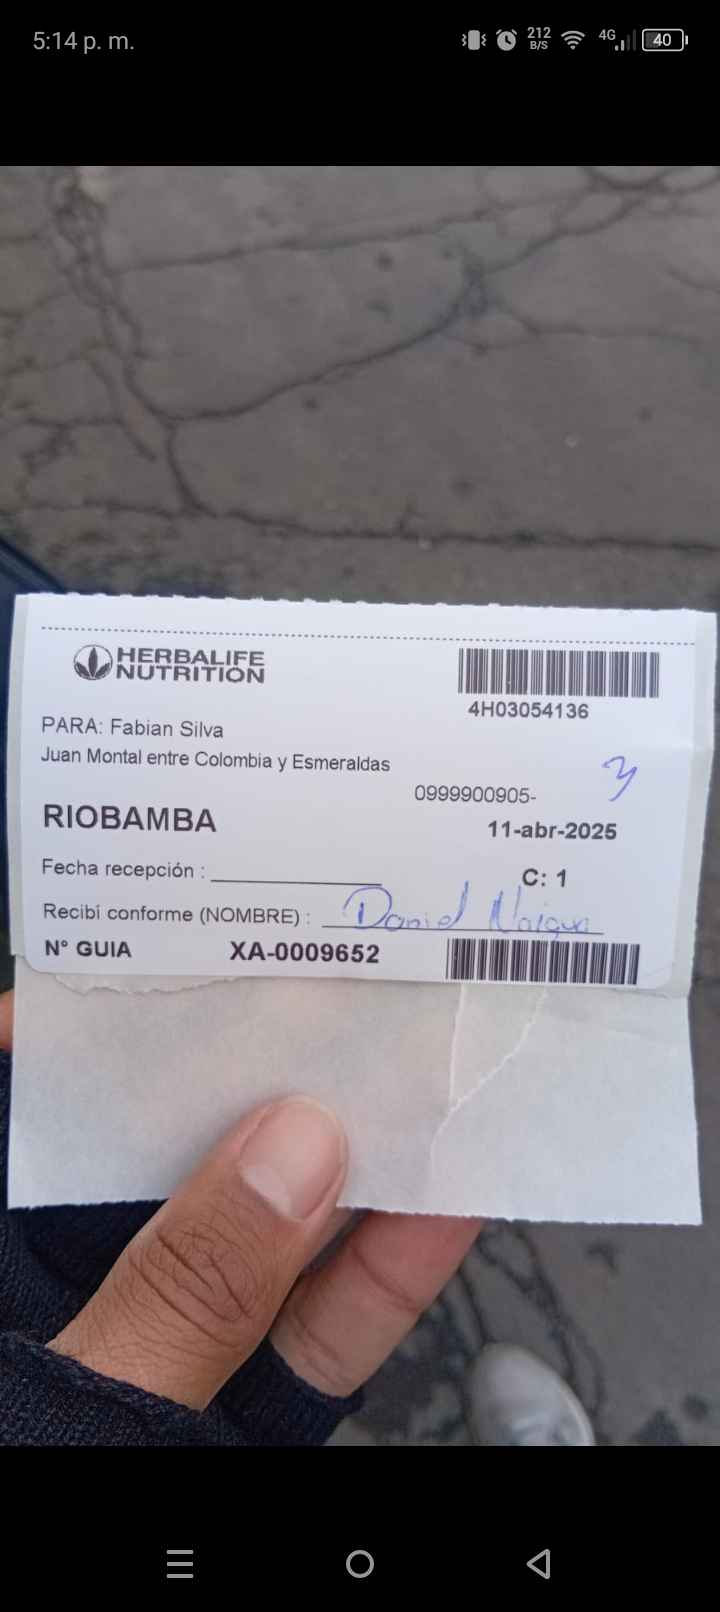 5:14 p. m.
212
B/S
4G
40
HERBALIFE
NUTRITION
4H03054136
PARA: Fabian Silva
Juan Montal entre Colombia y Esmeraldas
3
0999900905-
RIOBAMBA
11-abr-2025
Fecha recepción :
C: 1
Recibí conforme (NOMBRE) : Daniel
N° GUIA XA-0009652